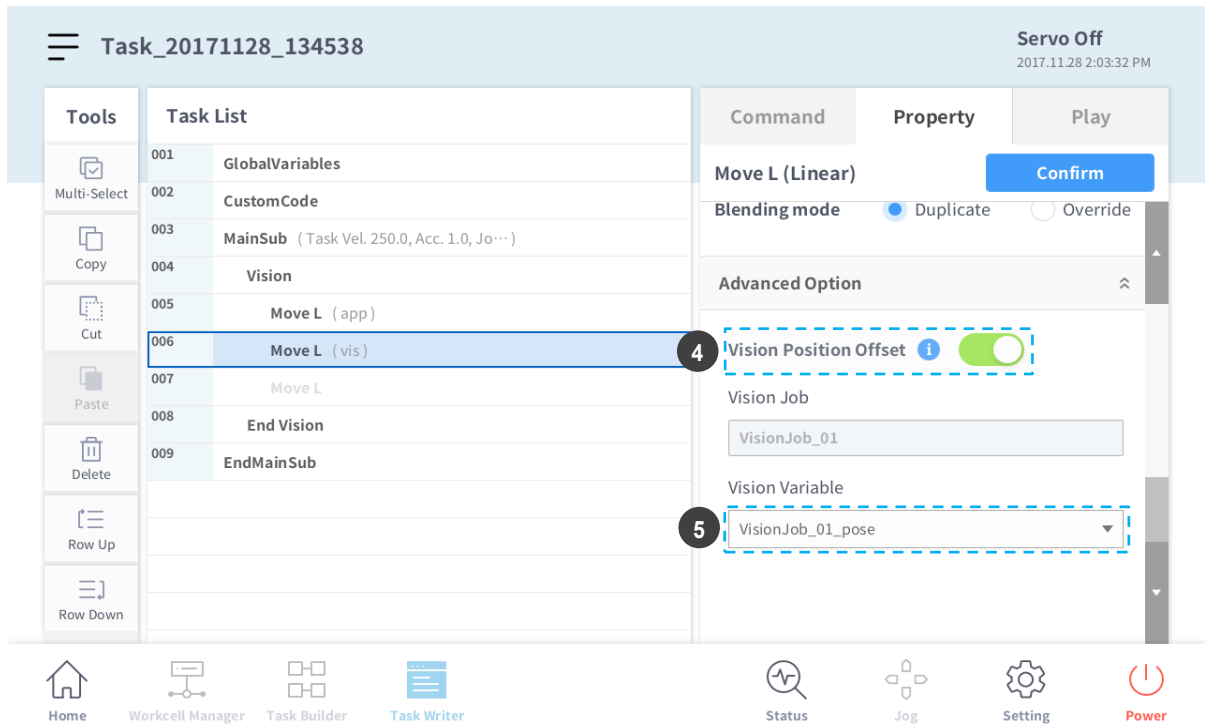 Task_20171128_134538
Servo Off
2017.11.28 2:03:32 PM
Tools
Multi-Select
Copy
Cut
Paste
Delete
Row Up
Row Down
Task List
001 GlobalVariables
002 CustomCode
003 MainSub ( Task Vel. 250.0, Acc. 1.0, Jo··· )
004 Vision
005 Move L ( app )
006 Move L ( vis )
007 Move L
008 End Vision
009 EndMainSub
Command Property Play
Move L (Linear) Confirm
Blending mode Duplicate Override
Advanced Option
4 Vision Position Offset i
Vision Job
VisionJob_01
Vision Variable
5 VisionJob_01_pose
Home Workcell Manager Task Builder Task Writer Status Jog Setting Power